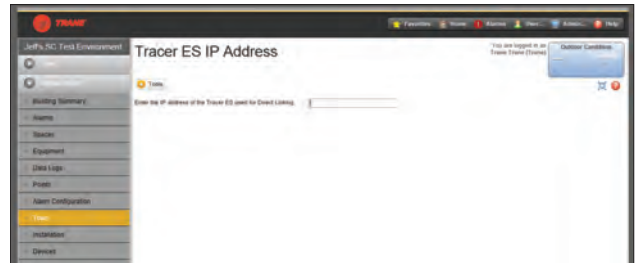 TRANE
Favorites Home Alarms Help
Jeff's SC Test Environment
Tracer ES IP Address
You are logged in as
Trane Trane (Trane)
Outdoor Conditions
Building Summary
Enter the IP address of the Tracer ES used for Direct Linking.
Alarms
Spaces
Equipment
Data Logs
Points
Alarm Configuration
Installation
Devices